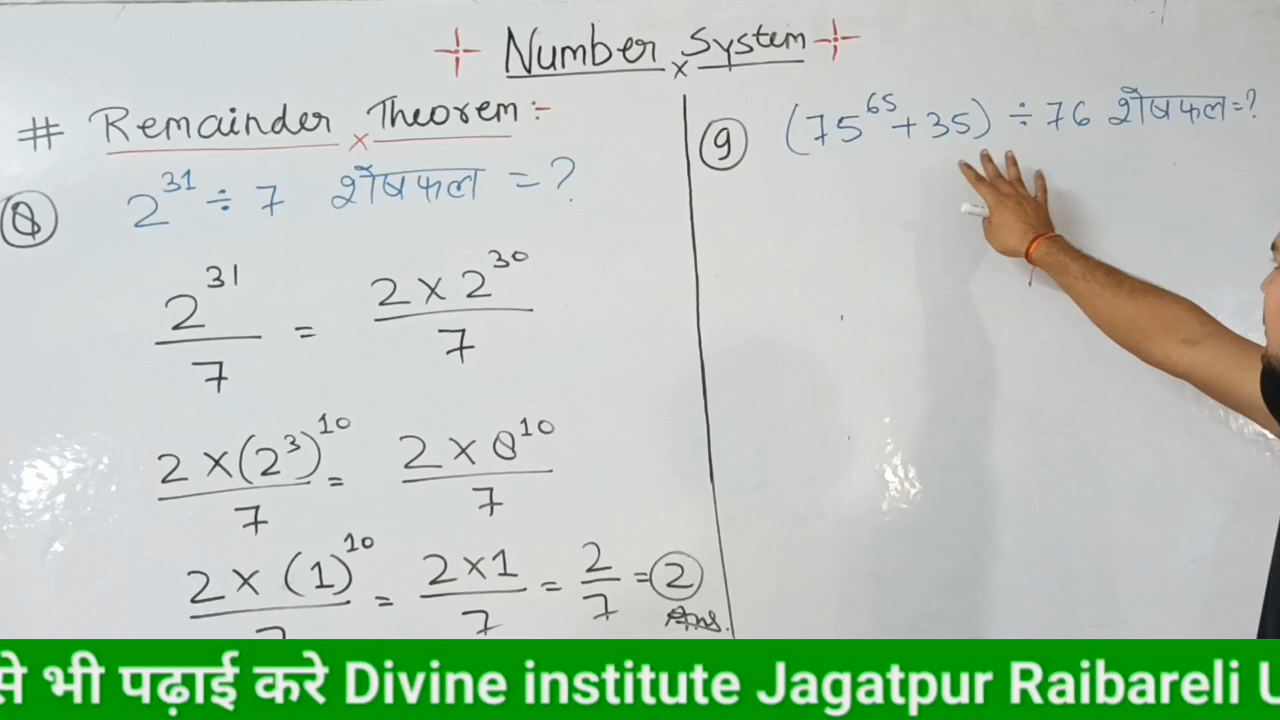 + Number × System +
# Remainder × Theorem :-
⑧ 2^31 ÷ 7 शेषफल = ?
2^31/7 = 2×2^30/7
2×(2^3)^10/7 = 2×8^10/7
2×(1)^10/7 = 2×1/7 = 2/7 = ② Ans.
⑨ (75^65 + 35) ÷ 76 शेषफल = ?
से भी पढ़ाई करे Divine institute Jagatpur Raibareli U